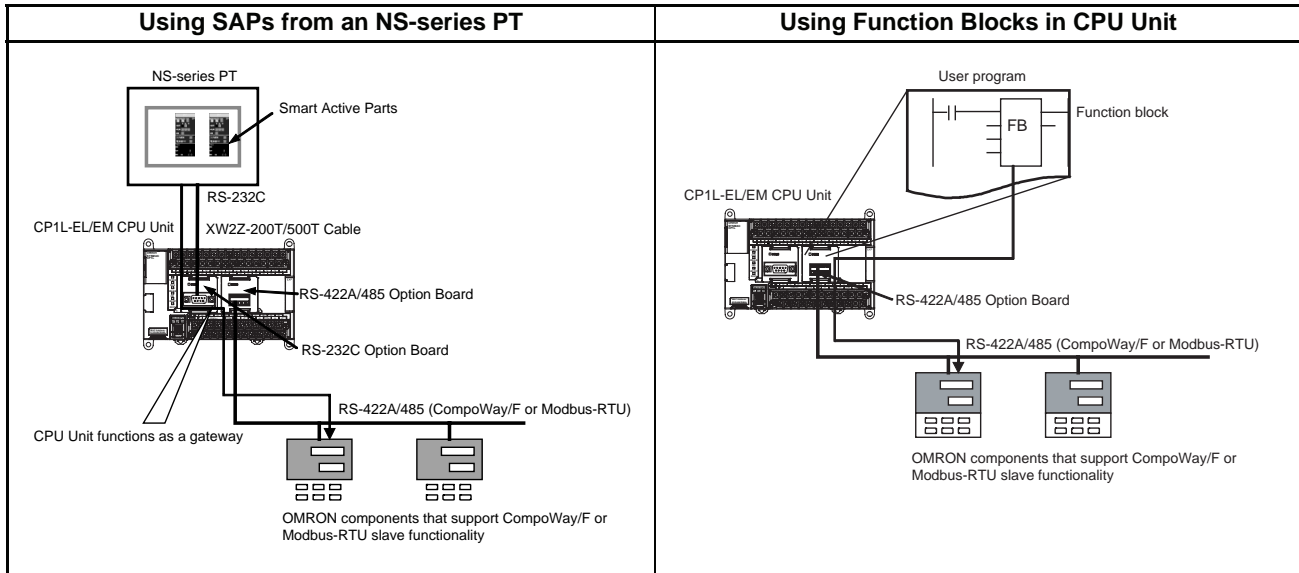 Using SAPs from an NS-series PT
NS-series PT
Smart Active Parts
RS-232C
CP1L-EL/EM CPU Unit
XW2Z-200T/500T Cable
RS-422A/485 Option Board
RS-232C Option Board
RS-422A/485 (CompoWay/F or Modbus-RTU)
CPU Unit functions as a gateway
OMRON components that support CompoWay/F or
Modbus-RTU slave functionality
Using Function Blocks in CPU Unit
User program
Function block
FB
CP1L-EL/EM CPU Unit
RS-422A/485 Option Board
RS-422A/485 (CompoWay/F or Modbus-RTU)
OMRON components that support CompoWay/F or
Modbus-RTU slave functionality